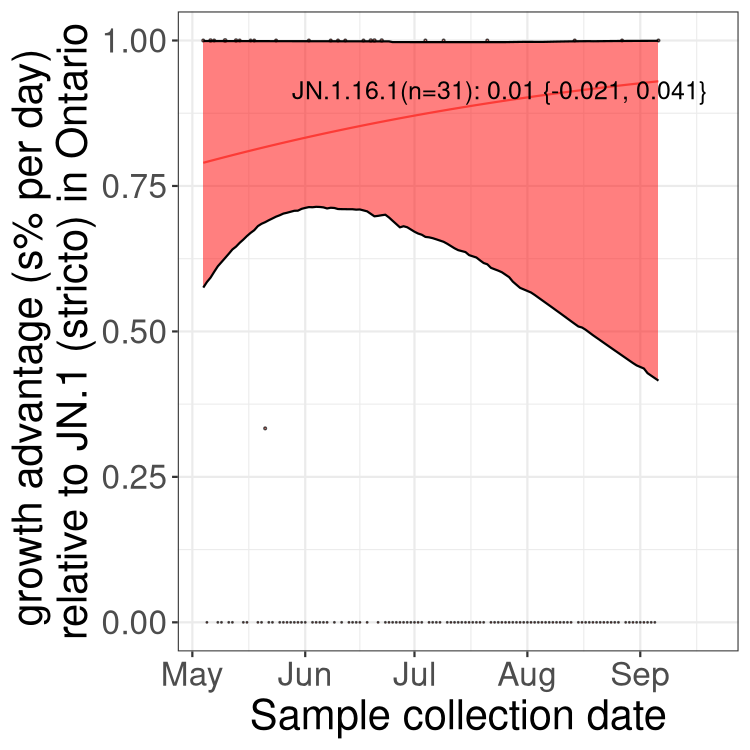 growth advantage (s% per day)
relative to JN.1 (stricto) in Ontario
1.00
0.75
0.50
0.25
0.00
JN.1.16.1(n=31): 0.01 {-0.021, 0.041}
May Jun Jul Aug Sep
Sample collection date